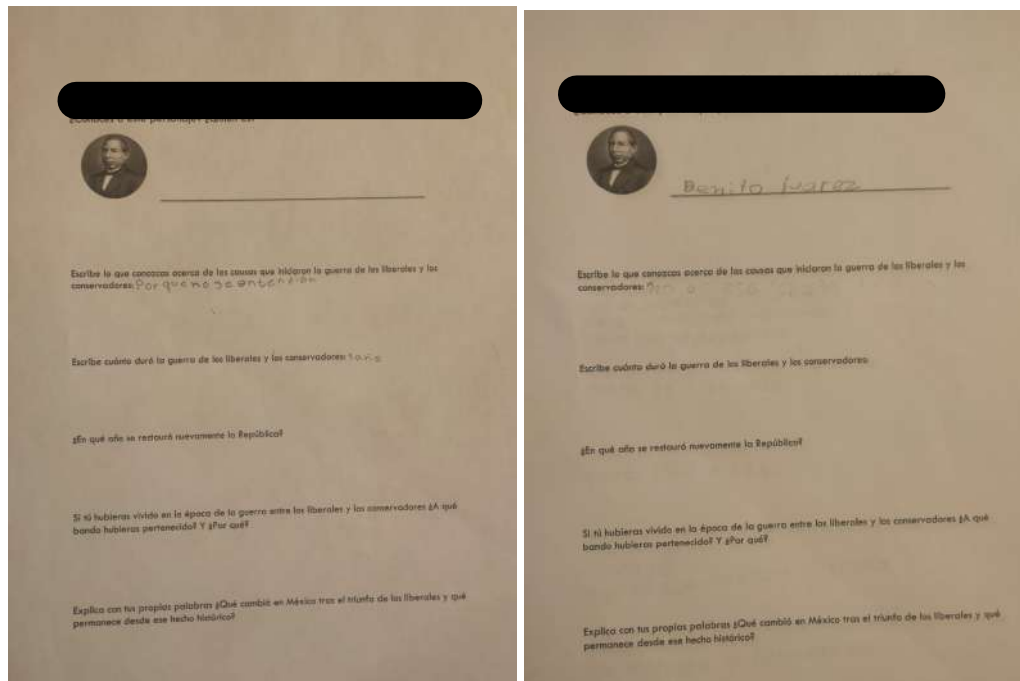 Escribe lo que conozcas acerca de las causas que iniciaron la guerra de los liberales y los
conservadores: Por que no se entendian
Escribe cuánto duró la guerra de los liberales y los conservadores: 1 año
¿En qué año se restauró nuevamente la República?
Si tú hubieras vivido en la época de la guerra entre los liberales y los conservadores ¿A qué
bando hubieras pertenecido? Y ¿Por qué?
Explica con tus propias palabras ¿Qué cambió en México tras el triunfo de los liberales y qué
permanece desde ese hecho histórico?
Benito juarez
Escribe lo que conozcas acerca de las causas que iniciaron la guerra de los liberales y los
conservadores:
Escribe cuánto duró la guerra de los liberales y los conservadores:
¿En qué año se restauró nuevamente la República?
Si tú hubieras vivido en la época de la guerra entre los liberales y los conservadores ¿A qué
bando hubieras pertenecido? Y ¿Por qué?
Explica con tus propias palabras ¿Qué cambió en México tras el triunfo de los liberales y qué
permanece desde ese hecho histórico?